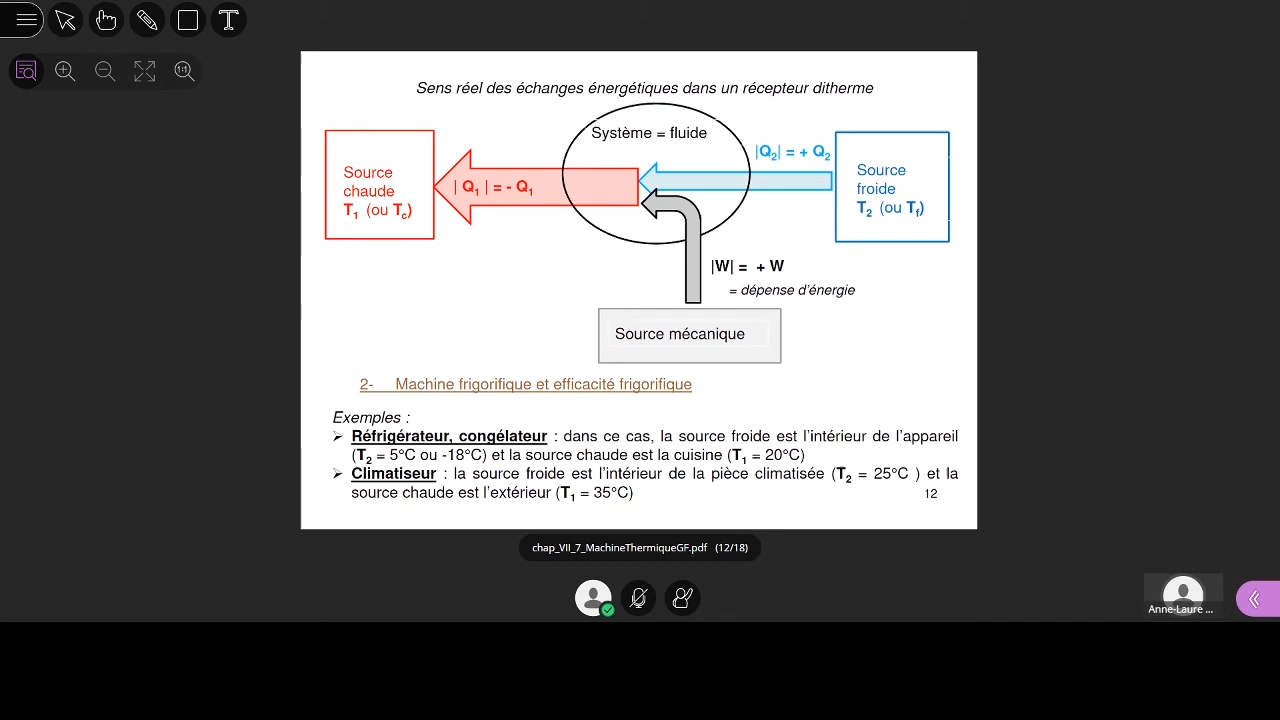 T
1:1
Sens réel des échanges énergétiques dans un récepteur ditherme
Système = fluide
|Q2| = + Q2
Source
chaude
T1 (ou Tc)
| Q1 | = - Q1
Source
froide
T2 (ou Tf)
|W| = + W
= dépense d’énergie
Source mécanique
2- Machine frigorifique et efficacité frigorifique
Exemples :
➢ Réfrigérateur, congélateur : dans ce cas, la source froide est l’intérieur de l’appareil
(T2 = 5°C ou -18°C) et la source chaude est la cuisine (T1 = 20°C)
➢ Climatiseur : la source froide est l’intérieur de la pièce climatisée (T2 = 25°C ) et la
source chaude est l’extérieur (T1 = 35°C)
12
chap_VII_7_MachineThermiqueGF.pdf (12/18)
Anne-Laure ...